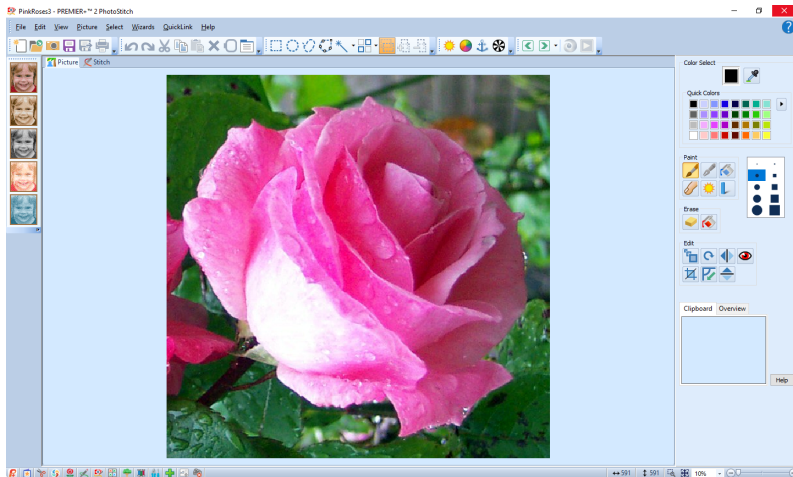 PinkRoses3 - PREMIER+™ 2 PhotoStitch
File Edit View Picture Select Wizards QuickLink Help
Picture Stitch
Color Select
Quick Colors
Paint
Erase
Edit
Clipboard Overview
Help
591 591 10%